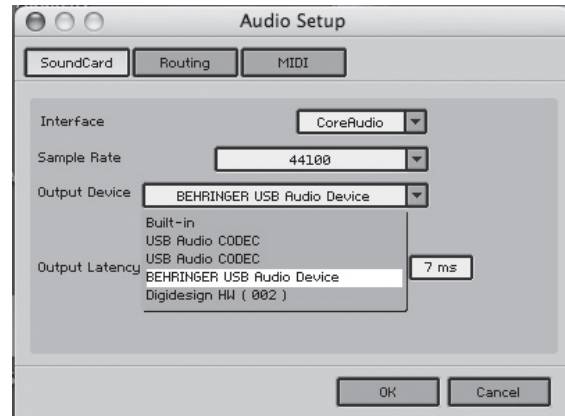 Audio Setup
SoundCard Routing MIDI
Interface CoreAudio
Sample Rate 44100
Output Device BEHRINGER USB Audio Device
Built-in
USB Audio CODEC
USB Audio CODEC
Output Latency 7 ms
BEHRINGER USB Audio Device
Digidesign HW ( 002 )
OK Cancel